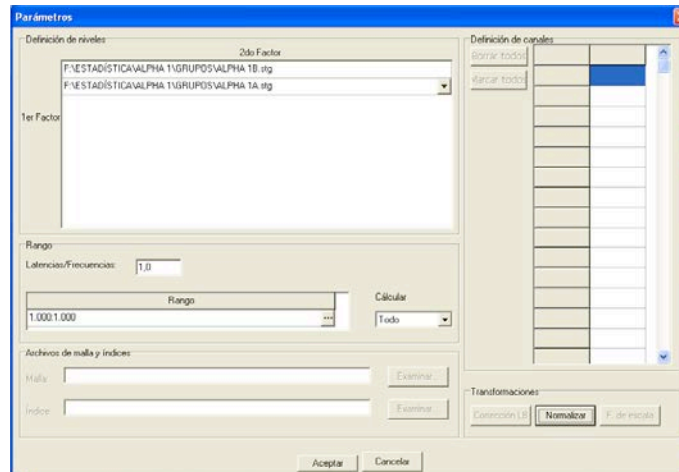 Parámetros
Definición de niveles
2do Factor
F:\ESTADÍSTICA\ALPHA 1\GRUPOS\ALPHA 1B.stg
F:\ESTADÍSTICA\ALPHA 1\GRUPOS\ALPHA 1A.stg
1er Factor
Definición de canales
Borrar todos
Marcar todos
Rango
Latencias/Frecuencias:
1,0
Rango
1.000:1.000
...
Cálcular
Todo
Archivos de malla y índices
Malla:
Examinar...
Índice:
Examinar...
Transformaciones
Corrección LB
Normalizar
F. de escala
Aceptar
Cancelar